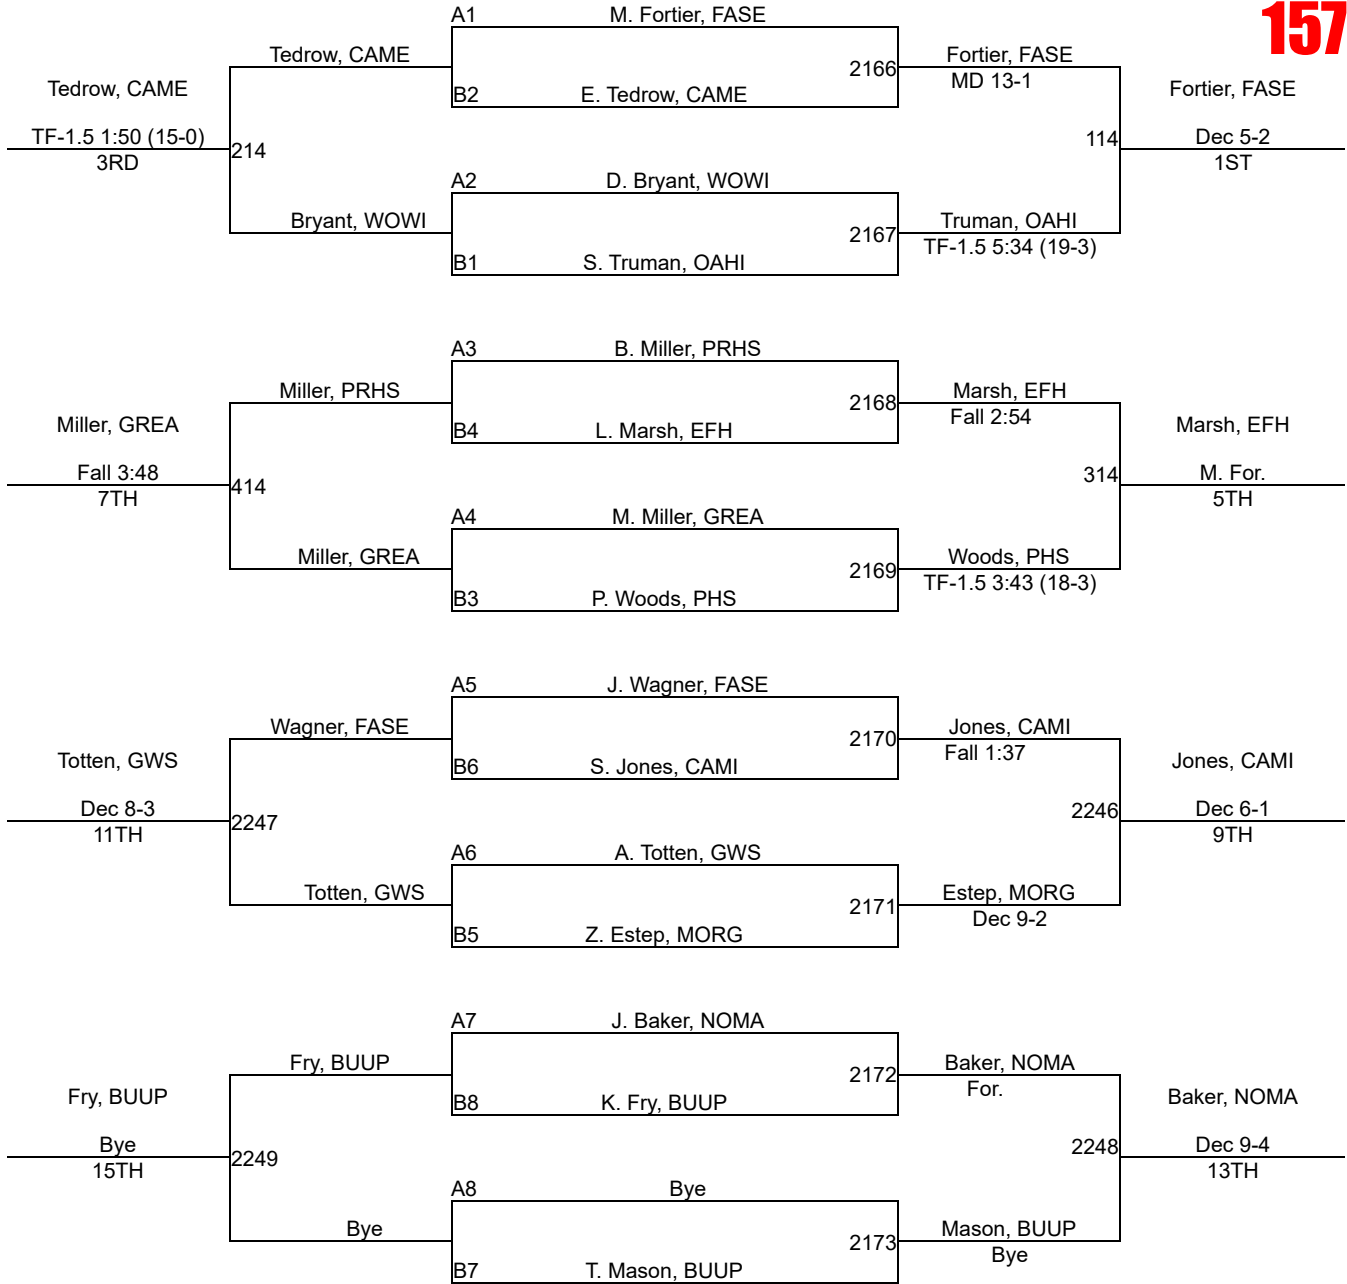 157
A1 M. Fortier, FASE
Tedrow, CAME
2166
Fortier, FASE
MD 13-1
Tedrow, CAME
B2 E. Tedrow, CAME
Fortier, FASE
TF-1.5 1:50 (15-0)
3RD
214
114
Dec 5-2
1ST
A2 D. Bryant, WOWI
Bryant, WOWI
2167
Truman, OAHI
TF-1.5 5:34 (19-3)
B1 S. Truman, OAHI
A3 B. Miller, PRHS
Miller, PRHS
2168
Marsh, EFH
Fall 2:54
Miller, GREA
B4 L. Marsh, EFH
Marsh, EFH
Fall 3:48
7TH
414
314
M. For.
5TH
A4 M. Miller, GREA
Miller, GREA
2169
Woods, PHS
TF-1.5 3:43 (18-3)
B3 P. Woods, PHS
A5 J. Wagner, FASE
Wagner, FASE
2170
Jones, CAMI
Fall 1:37
Totten, GWS
B6 S. Jones, CAMI
Jones, CAMI
Dec 8-3
11TH
2247
2246
Dec 6-1
9TH
A6 A. Totten, GWS
Totten, GWS
2171
Estep, MORG
Dec 9-2
B5 Z. Estep, MORG
A7 J. Baker, NOMA
Fry, BUUP
2172
Baker, NOMA
For.
Fry, BUUP
B8 K. Fry, BUUP
Baker, NOMA
Bye
15TH
2249
2248
Dec 9-4
13TH
A8 Bye
Bye
2173
Mason, BUUP
Bye
B7 T. Mason, BUUP